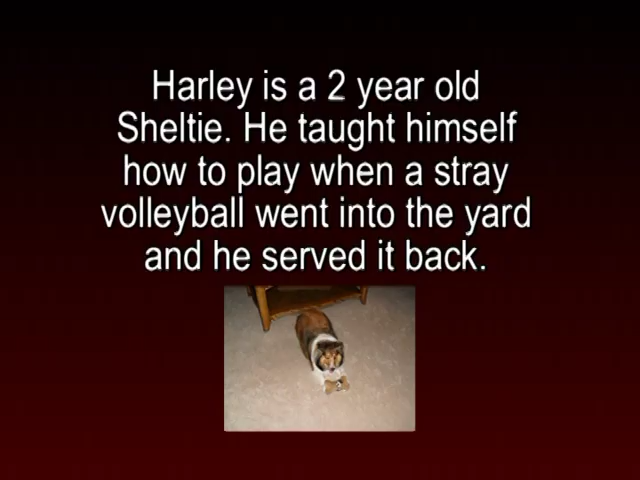 Harley is a 2 year old
Sheltie. He taught himself
how to play when a stray
volleyball went into the yard
and he served it back.